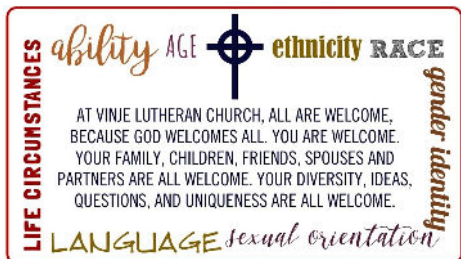 ability AGE ethnicity RACE
LIFE CIRCUMSTANCES
gender identity
AT VINJE LUTHERAN CHURCH, ALL ARE WELCOME,
BECAUSE GOD WELCOMES ALL. YOU ARE WELCOME.
YOUR FAMILY, CHILDREN, FRIENDS, SPOUSES AND
PARTNERS ARE ALL WELCOME. YOUR DIVERSITY, IDEAS,
QUESTIONS, AND UNIQUENESS ARE ALL WELCOME.
LANGUAGE sexual orientation